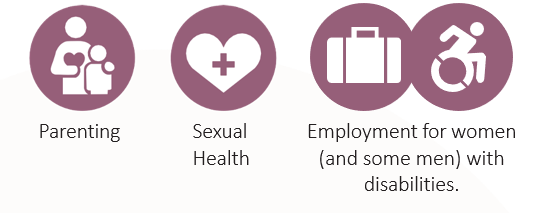 Parenting
Sexual
Health
Employment for women
(and some men) with
disabilities.